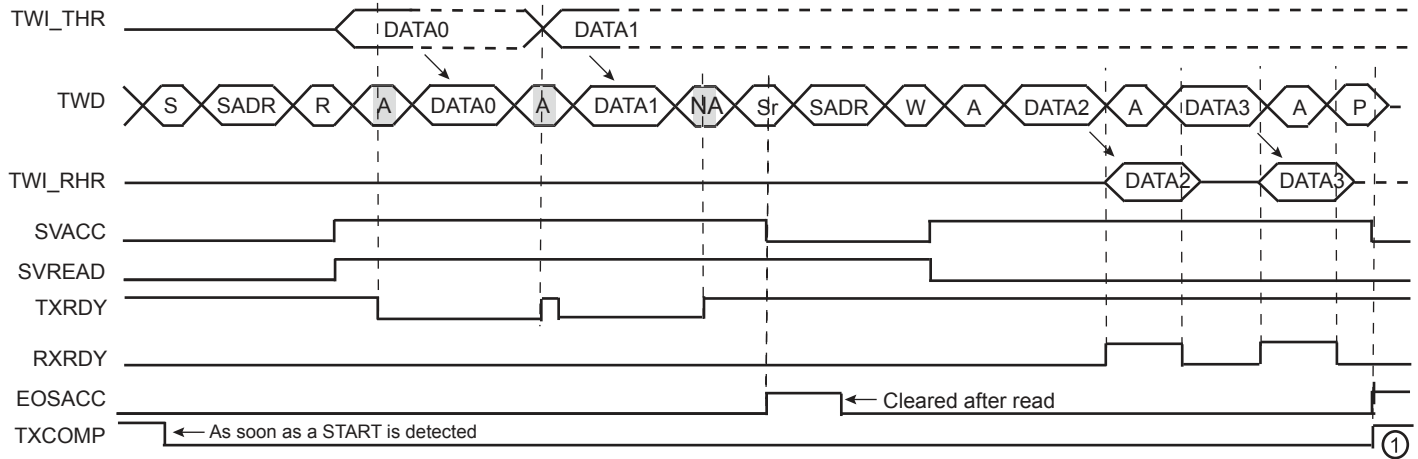 TWI_THR DATA0 DATA1
TWD S SADR R A DATA0 A DATA1 NA Sr SADR W A DATA2 A DATA3 A P
TWI_RHR DATA2 DATA3
SVACC
SVREAD
TXRDY
RXRDY
EOSACC Cleared after read
TXCOMP As soon as a START is detected 1